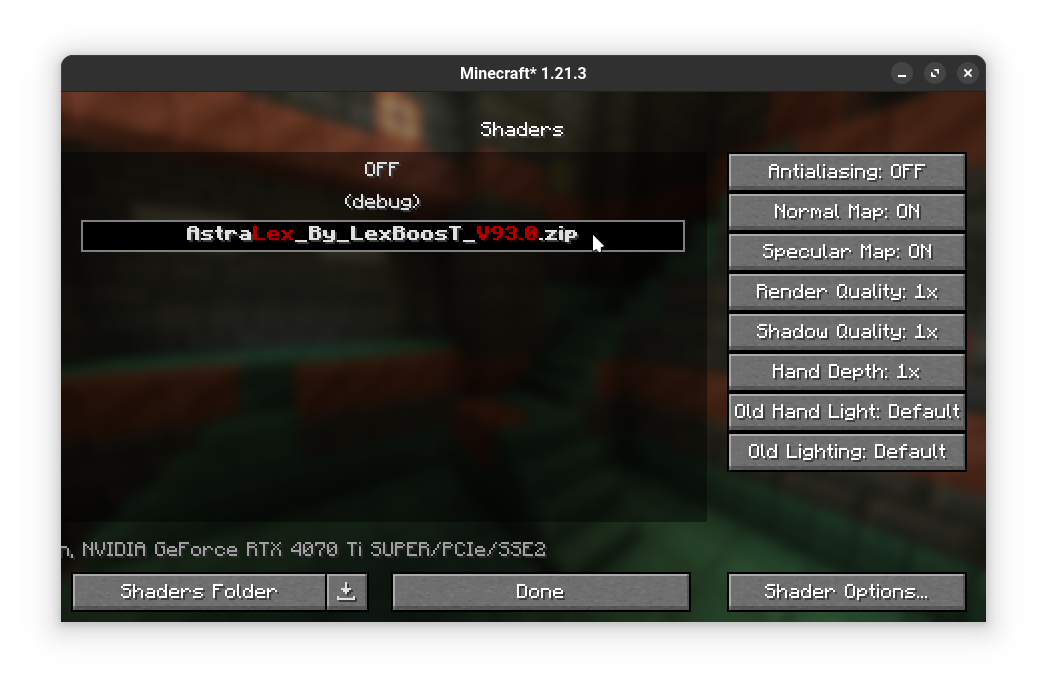 Minecraft* 1.21.3
Shaders
OFF
(debug)
AstraLex_By_LexBoosT_V93.0.zip
Antialiasing: OFF
Normal Map: ON
Specular Map: ON
Render Quality: 1x
Shadow Quality: 1x
Hand Depth: 1x
Old Hand Light: Default
Old Lighting: Default
NVIDIA GeForce RTX 4070 Ti SUPER/PCIe/SSE2
Shaders Folder
Done
Shader Options...